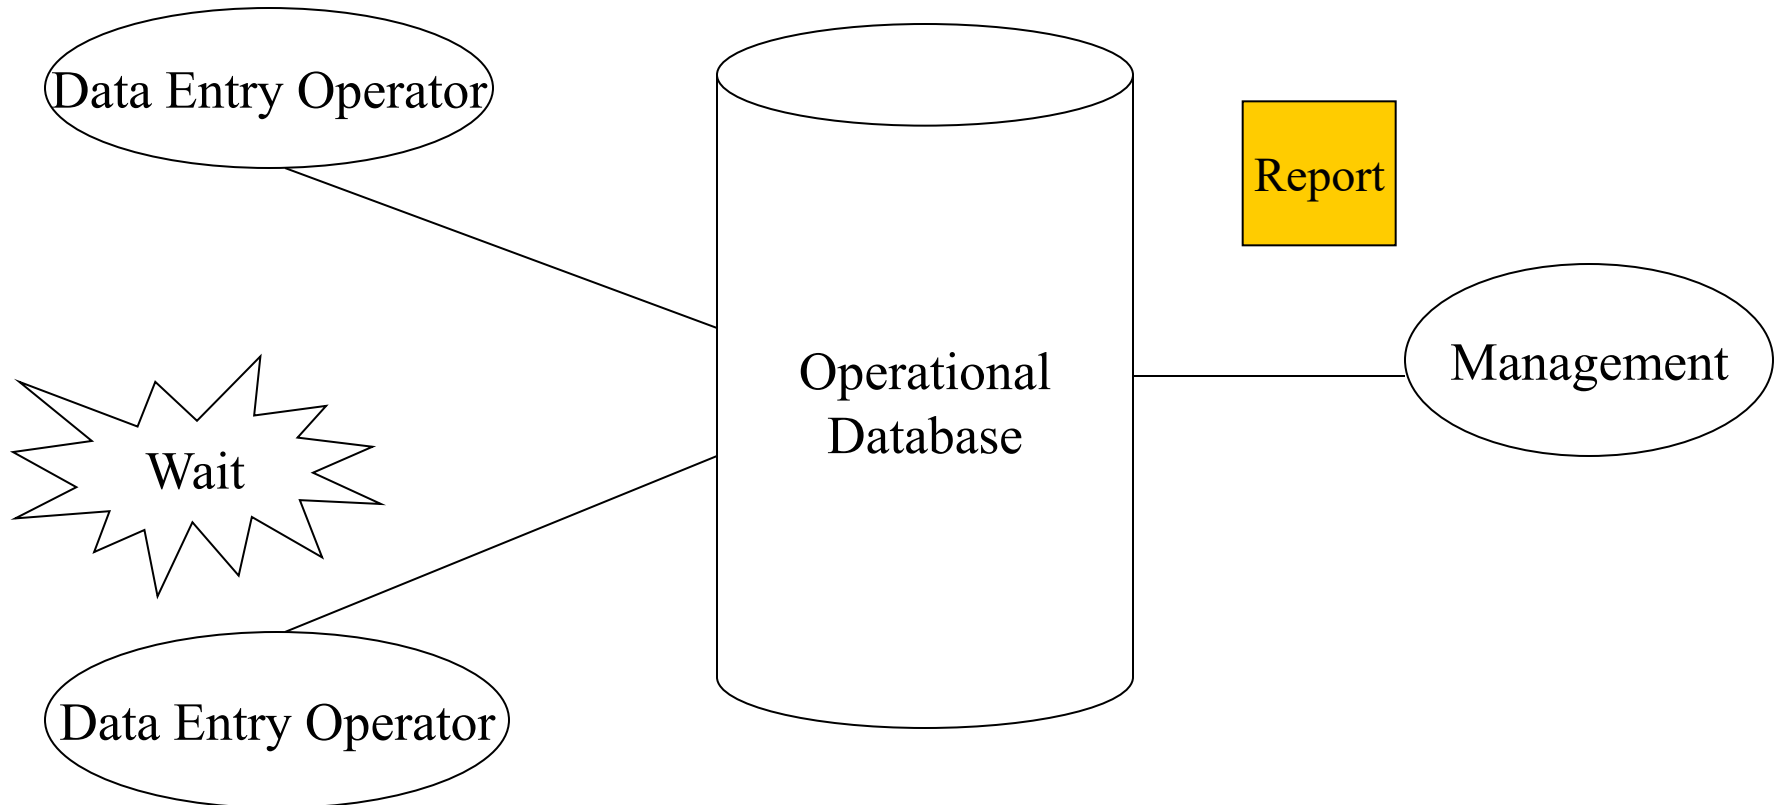 Data Entry Operator
Report
Management
Operational
Database
Wait
Data Entry Operator